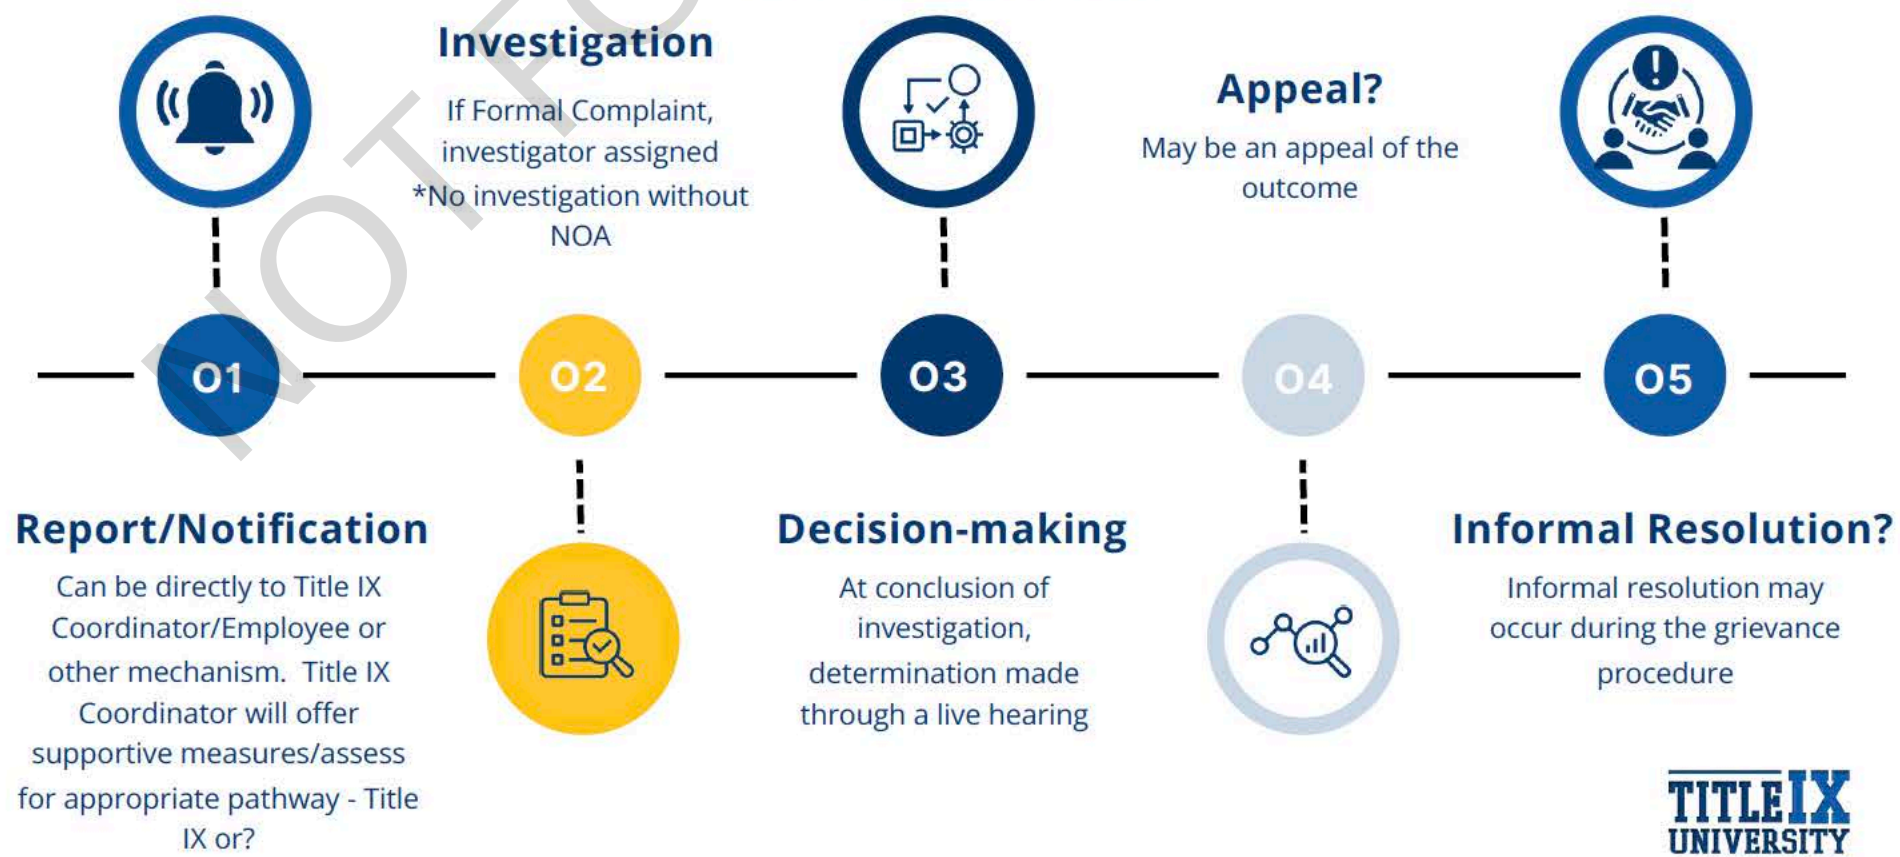 Investigation
If Formal Complaint,
investigator assigned
*No investigation without
NOA
Appeal?
May be an appeal of the
outcome
01
02
03
04
05
Report/Notification
Can be directly to Title IX
Coordinator/Employee or
other mechanism. Title IX
Coordinator will offer
supportive measures/assess
for appropriate pathway - Title
IX or?
Decision-making
At conclusion of
investigation,
determination made
through a live hearing
Informal Resolution?
Informal resolution may
occur during the grievance
procedure
TITLE IX
UNIVERSITY
NOT FO